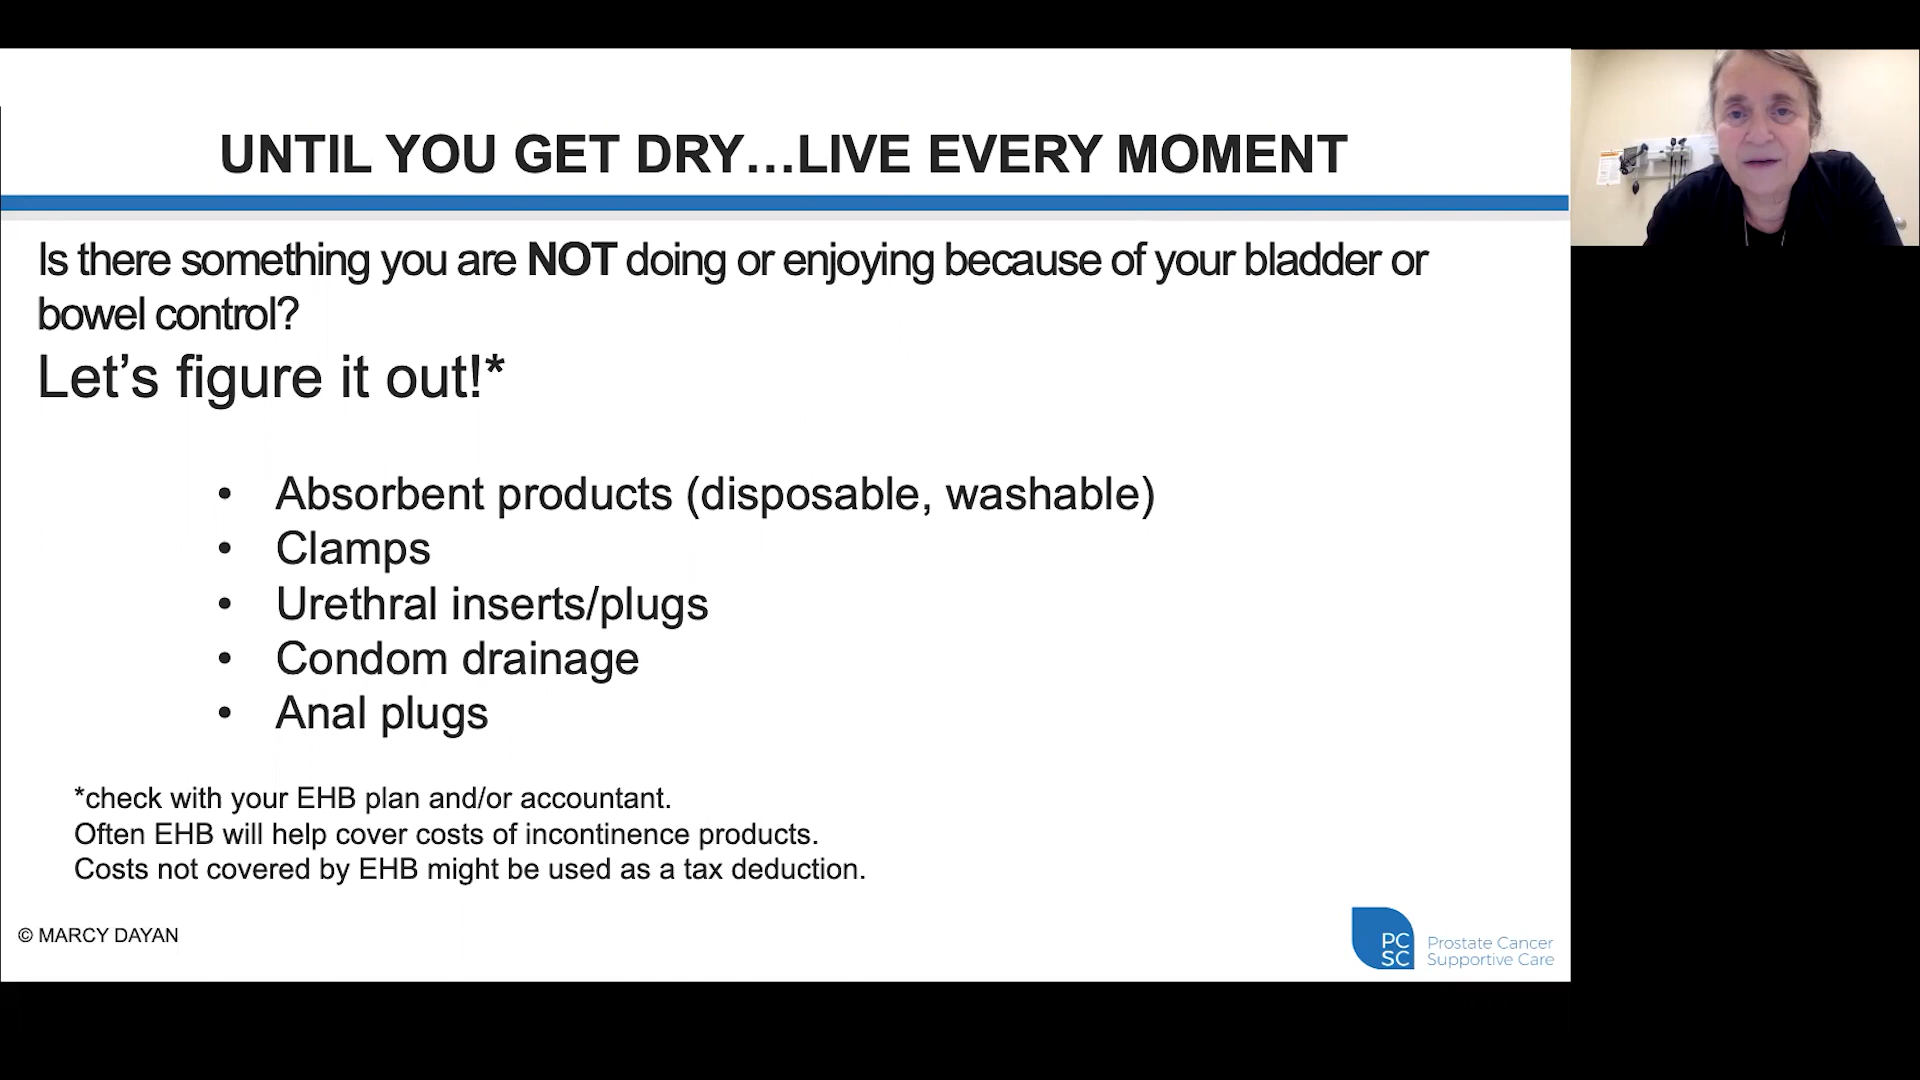 UNTIL YOU GET DRY…LIVE EVERY MOMENT
Is there something you are NOT doing or enjoying because of your bladder or
bowel control?
Let’s figure it out!*
• Absorbent products (disposable, washable)
• Clamps
• Urethral inserts/plugs
• Condom drainage
• Anal plugs
*check with your EHB plan and/or accountant.
Often EHB will help cover costs of incontinence products.
Costs not covered by EHB might be used as a tax deduction.
© MARCY DAYAN
PC
SC
Prostate Cancer
Supportive Care